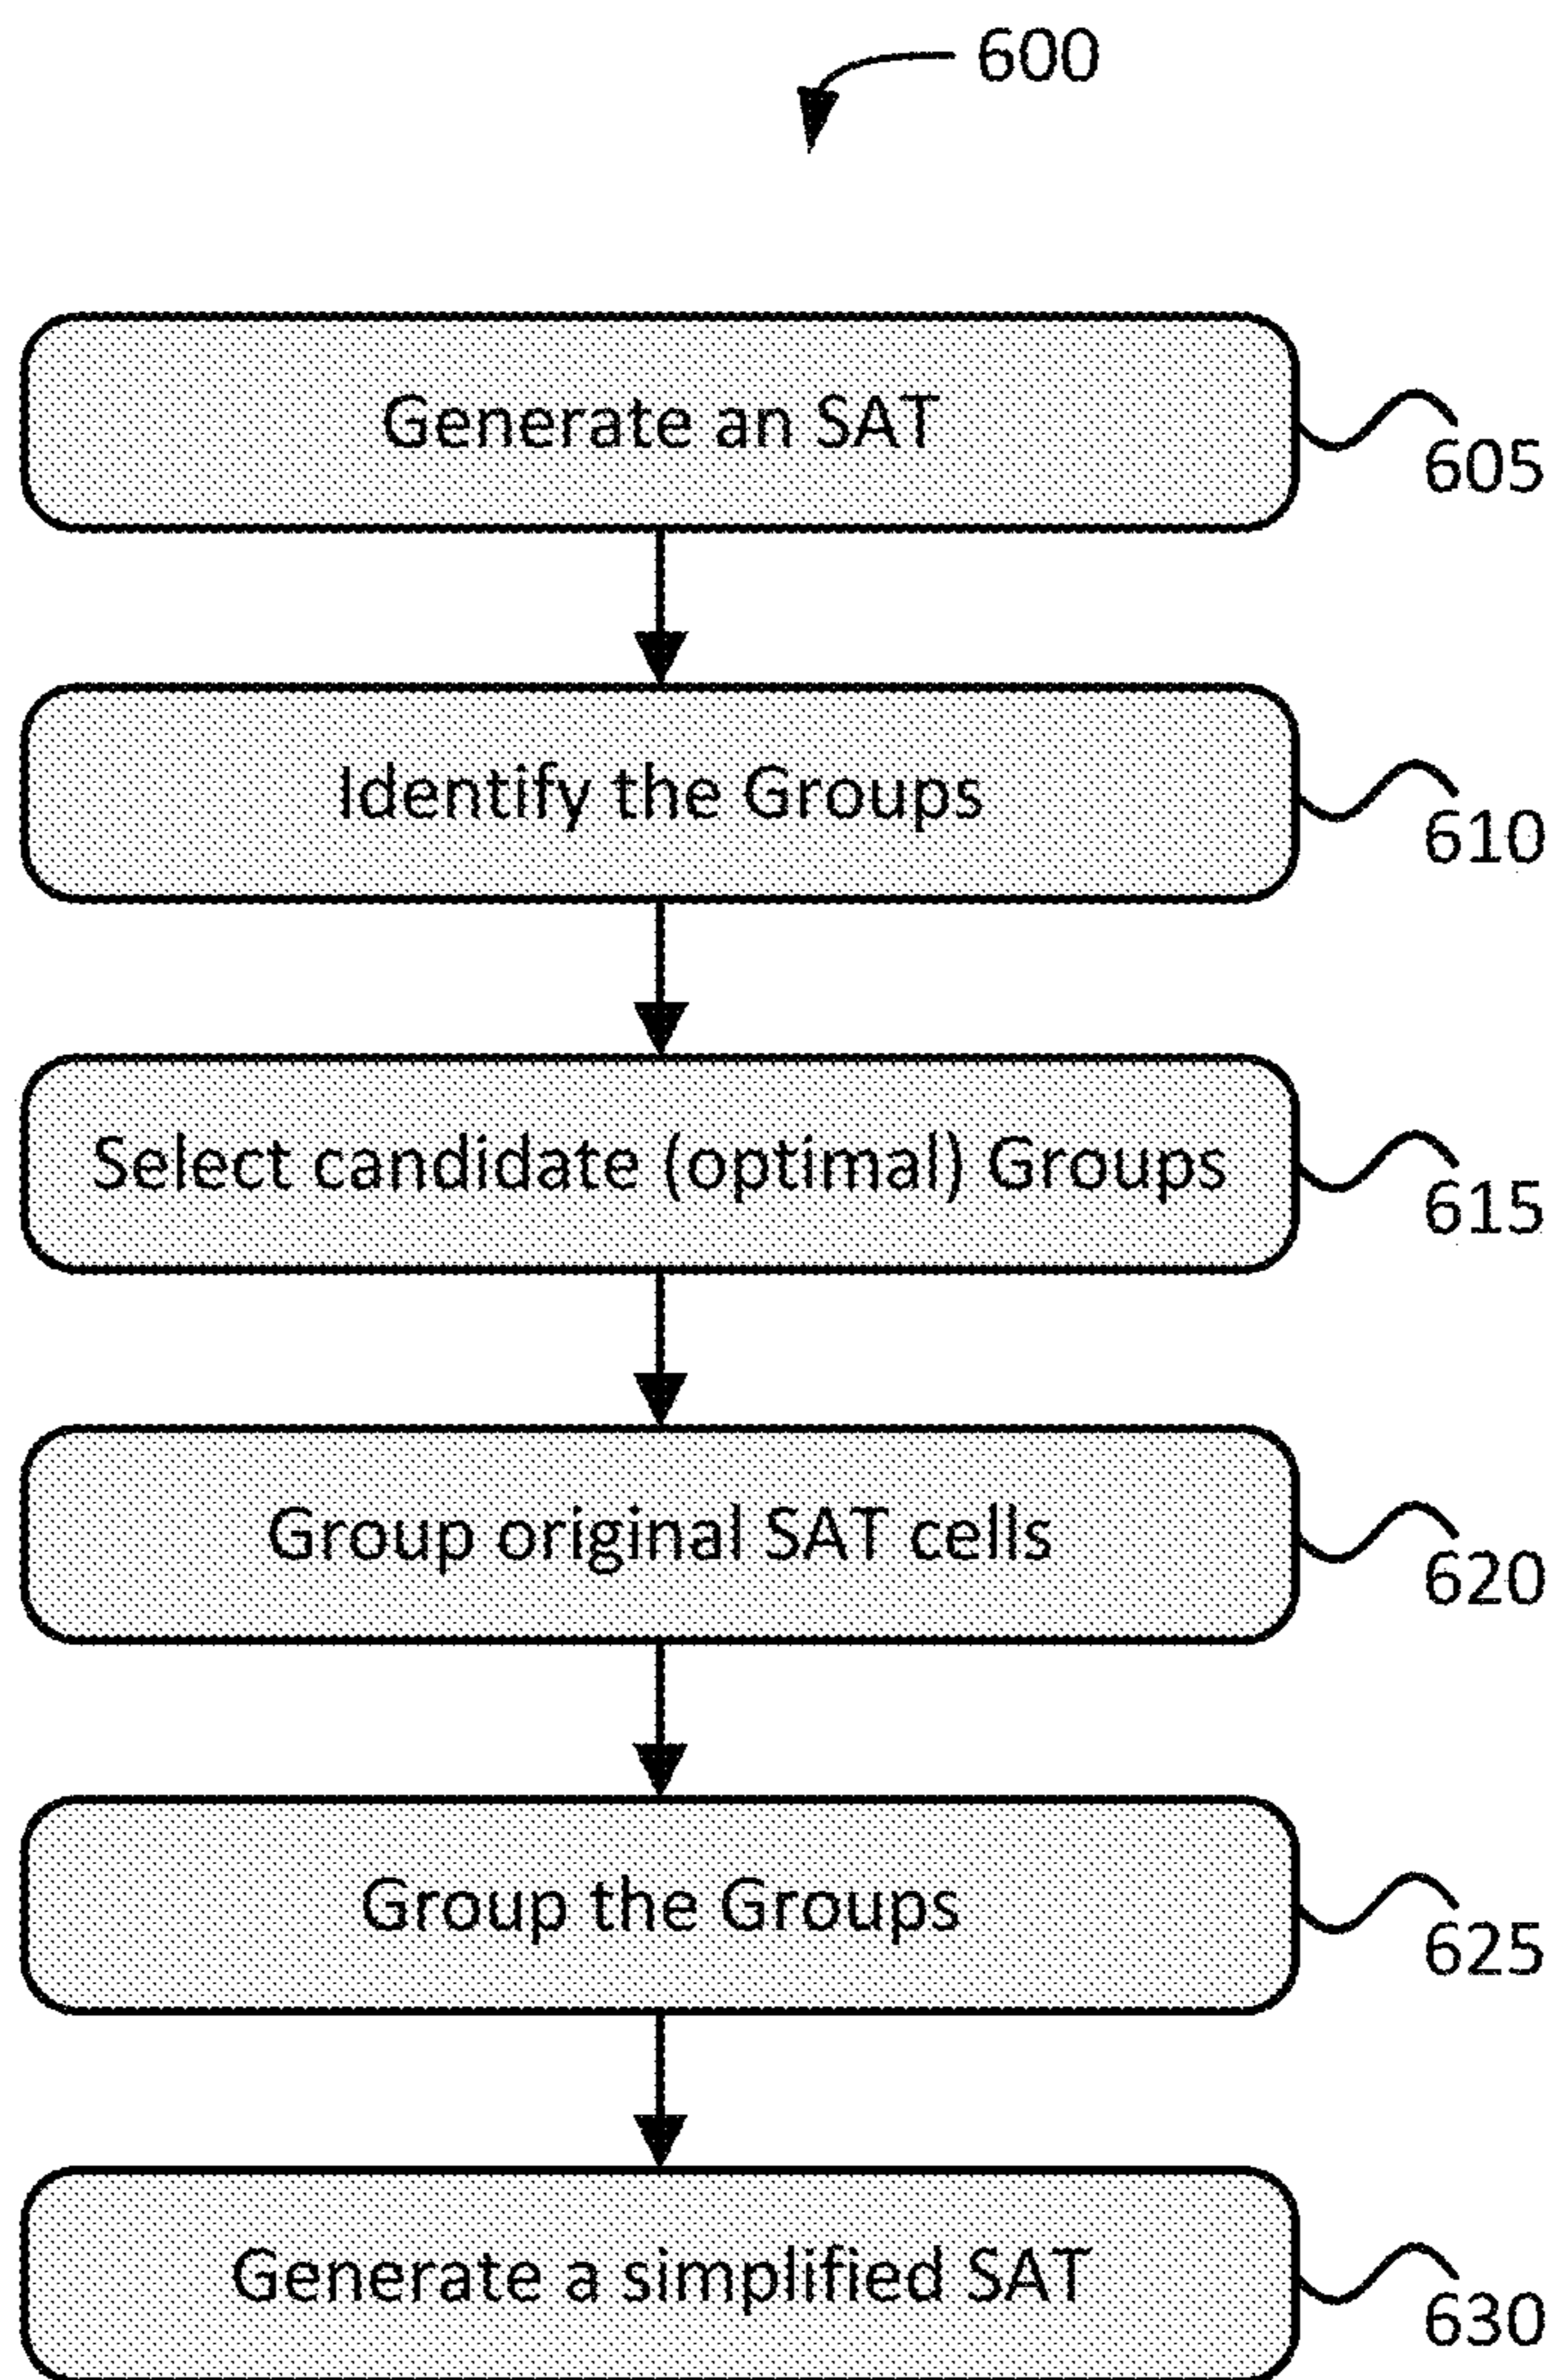 600
Generate an SAT
605
Identify the Groups
610
Select candidate (optimal) Groups
615
Group original SAT cells
620
Group the Groups
625
Generate a simplified SAT
630